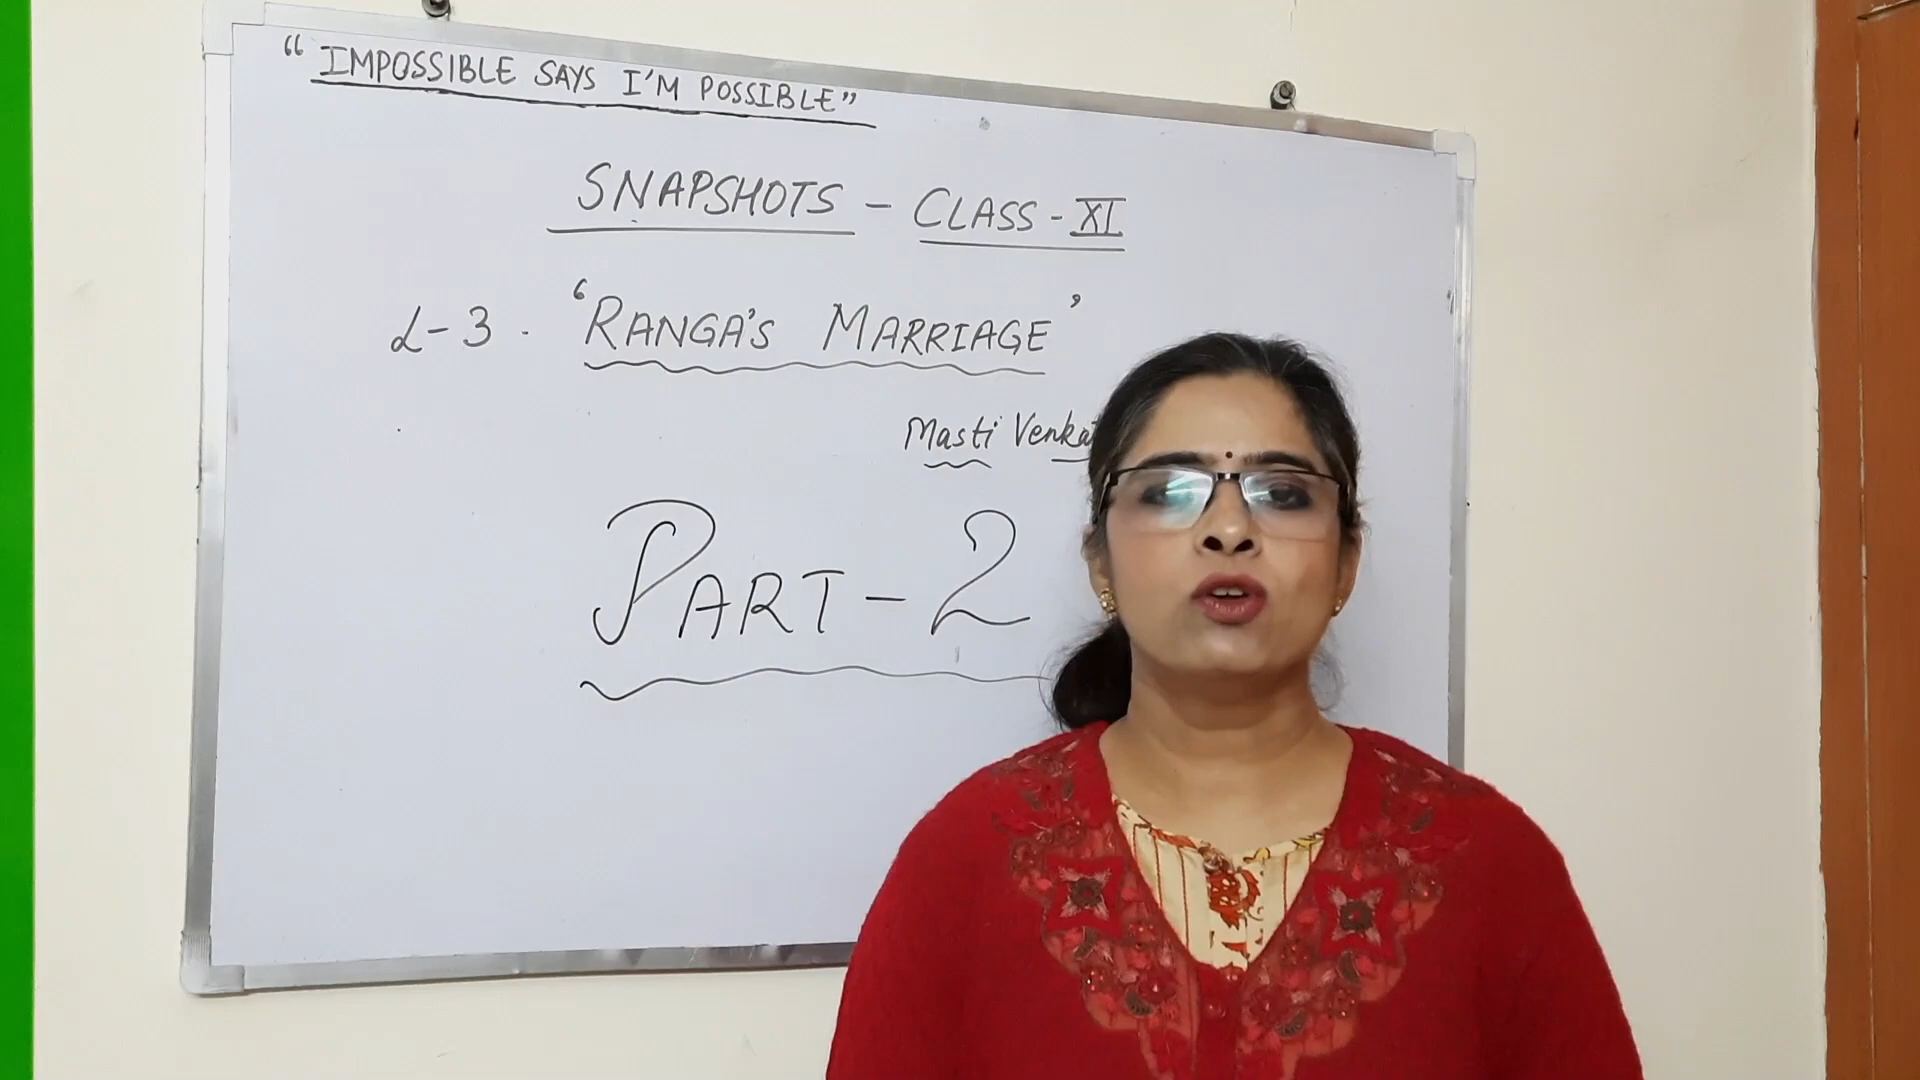 “IMPOSSIBLE SAYS I'M POSSIBLE”
SNAPSHOTS - CLASS - XI
L-3. ‘RANGA'S MARRIAGE’
Masti
PART-2